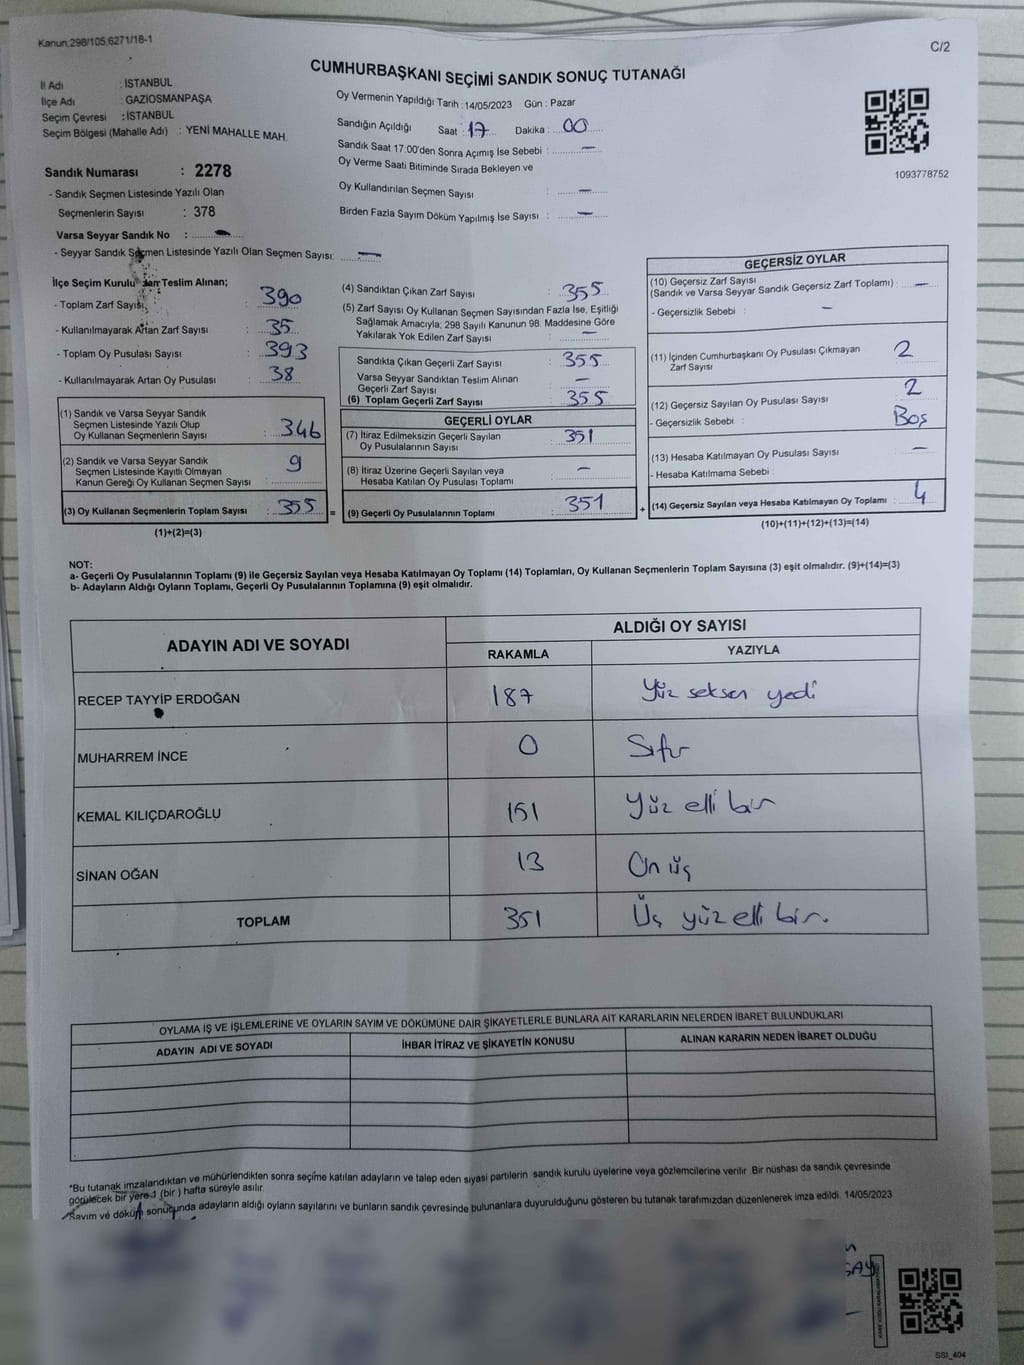 Kanun 298/105,6271/18-1
C/2
CUMHURBAŞKANI SEÇİMİ SANDIK SONUÇ TUTANAĞI
İl Adı : İSTANBUL
İlçe Adı : GAZİOSMANPAŞA
Seçim Çevresi : İSTANBUL
Seçim Bölgesi (Mahalle Adı) : YENİ MAHALLE MAH.
Oy Vermenin Yapıldığı Tarih : 14/05/2023 Gün : Pazar
Sandığın Açıldığı Saat : 17 Dakika : 00
Sandık Saat 17:00'den Sonra Açımış İse Sebebi : —
Oy Verme Saati Bitiminde Sırada Bekleyen ve
Oy Kullandırılan Seçmen Sayısı : —
Birden Fazla Sayım Döküm Yapılmış İse Sayısı : —
1093778752
Sandık Numarası : 2278
- Sandık Seçmen Listesinde Yazılı Olan
Seçmenlerin Sayısı : 378
Varsa Seyyar Sandık No : —
- Seyyar Sandık Seçmen Listesinde Yazılı Olan Seçmen Sayısı: —
İlçe Seçim Kurulu'dan Teslim Alınan;
- Toplam Zarf Sayısı : 390
- Kullanılmayarak Artan Zarf Sayısı : 35
- Toplam Oy Pusulası Sayısı : 393
- Kullanılmayarak Artan Oy Pusulası : 38
(1) Sandık ve Varsa Seyyar Sandık
Seçmen Listesinde Yazılı Olup
Oy Kullanan Seçmenlerin Sayısı : 346
(2) Sandık ve Varsa Seyyar Sandık
Seçmen Listesinde Kayıtlı Olmayan
Kanun Gereği Oy Kullanan Seçmen Sayısı : 9
(3) Oy Kullanan Seçmenlerin Toplam Sayısı : 355 =
(1)+(2)=(3)
(4) Sandıktan Çıkan Zarf Sayısı : 355
(5) Zarf Sayısı Oy Kullanan Seçmen Sayısından Fazla İse, Eşitliği
Sağlamak Amacıyla; 298 Sayılı Kanunun 98. Maddesine Göre
Yakılarak Yok Edilen Zarf Sayısı : —
Sandıkta Çıkan Geçerli Zarf Sayısı : 355
Varsa Seyyar Sandıktan Teslim Alınan
Geçerli Zarf Sayısı : —
(6) Toplam Geçerli Zarf Sayısı : 355
GEÇERLİ OYLAR
(7) İtiraz Edilmeksizin Geçerli Sayılan
Oy Pusulalarının Sayısı : 351
(8) İtiraz Üzerine Geçerli Sayılan veya
Hesaba Katılan Oy Pusulası Toplamı : —
(9) Geçerli Oy Pusulalarının Toplamı : 351 +
GEÇERSİZ OYLAR
(10) Geçersiz Zarf Sayısı
(Sandık ve Varsa Seyyar Sandık Geçersiz Zarf Toplamı) : —
- Geçersizlik Sebebi : —
(11) İçinden Cumhurbaşkanı Oy Pusulası Çıkmayan
Zarf Sayısı : 2
(12) Geçersiz Sayılan Oy Pusulası Sayısı : 2
- Geçersizlik Sebebi : Boş
(13) Hesaba Katılmayan Oy Pusulası Sayısı : —
- Hesaba Katılmama Sebebi :
(14) Geçersiz Sayılan veya Hesaba Katılmayan Oy Toplamı : 4
(10)+(11)+(12)+(13)=(14)
NOT:
a- Geçerli Oy Pusulalarının Toplamı (9) ile Geçersiz Sayılan veya Hesaba Katılmayan Oy Toplamı (14) Toplamları, Oy Kullanan Seçmenlerin Toplam Sayısına (3) eşit olmalıdır. (9)+(14)=(3)
b- Adayların Aldığı Oyların Toplamı, Geçerli Oy Pusulalarının Toplamına (9) eşit olmalıdır.
ADAYIN ADI VE SOYADI ALDIĞI OY SAYISI
RAKAMLA YAZIYLA
RECEP TAYYİP ERDOĞAN 187 Yüz seksen yedi
MUHARREM İNCE 0 Sıfır
KEMAL KILIÇDAROĞLU 151 Yüz elli bir
SİNAN OĞAN 13 On üç
TOPLAM 351 Üç yüz elli bir.
OYLAMA İŞ VE İŞLEMLERİNE VE OYLARIN SAYIM VE DÖKÜMÜNE DAİR ŞİKAYETLERLE BUNLARA AİT KARARLARIN NELERDEN İBARET BULUNDUKLARI
ADAYIN ADI VE SOYADI İHBAR İTİRAZ VE ŞİKAYETİN KONUSU ALINAN KARARIN NEDEN İBARET OLDUĞU
*Bu tutanak imzalandıktan ve mühürlendikten sonra seçime katılan adayların ve talep eden siyasi partilerin sandık kurulu üyelerine veya gözlemcilerine verilir. Bir nüshası da sandık çevresinde
görülecek bir yere 1 (bir) hafta süreyle asılır.
Sayım ve döküm sonucunda adayların aldığı oyların sayılarını ve bunların sandık çevresinde bulunanlara duyurulduğunu gösteren bu tutanak tarafımızdan düzenlenerek imza edildi. 14/05/2023
SSI_404